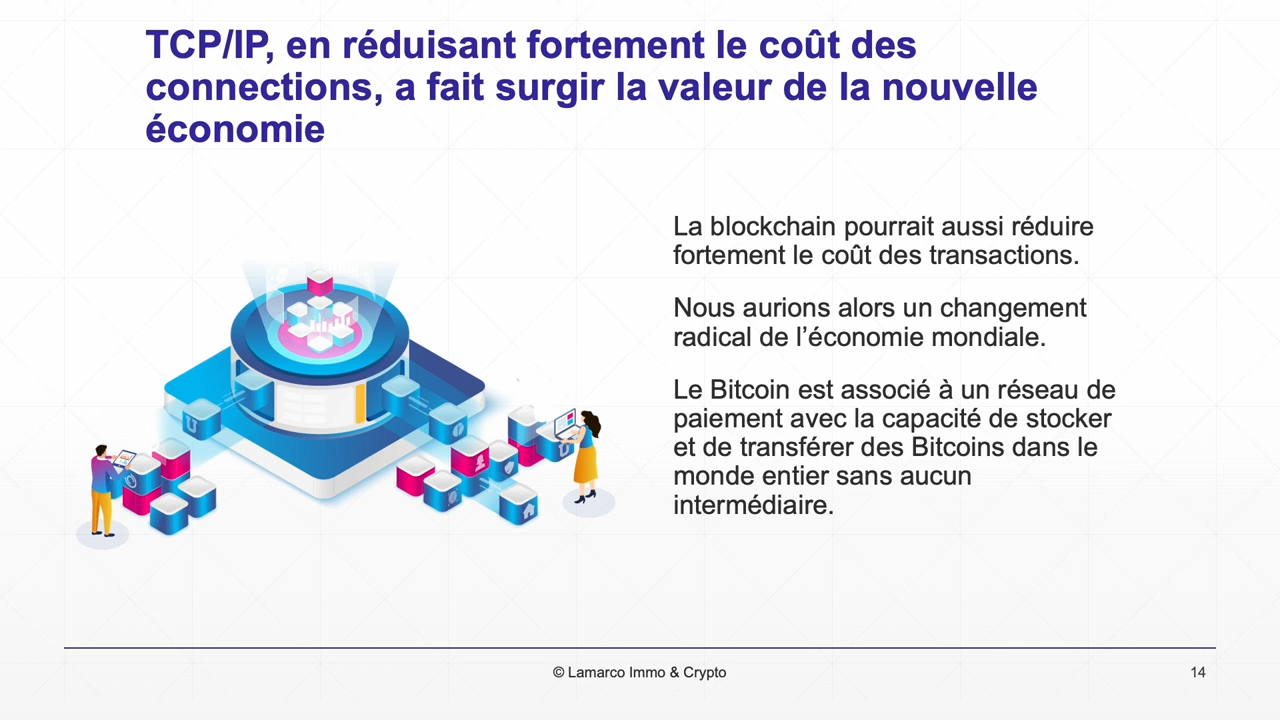 TCP/IP, en réduisant fortement le coût des
connections, a fait surgir la valeur de la nouvelle
économie
La blockchain pourrait aussi réduire
fortement le coût des transactions.
Nous aurions alors un changement
radical de l’économie mondiale.
Le Bitcoin est associé à un réseau de
paiement avec la capacité de stocker
et de transférer des Bitcoins dans le
monde entier sans aucun
intermédiaire.
© Lamarco Immo & Crypto
14